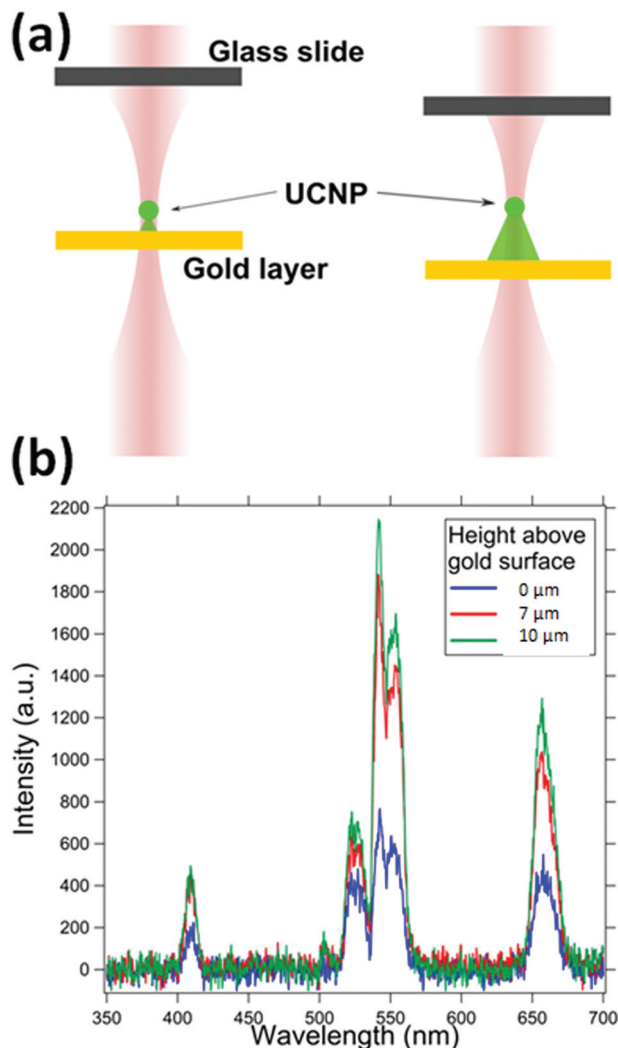 (a)
Glass slide
UCNP
Gold layer
(b)
2200
2000
1800
1600
1400
1200
1000
800
600
400
200
0
Intensity (a.u.)
Height above
gold surface
0 µm
7 µm
10 µm
350 400 450 500 550 600 650 700
Wavelength (nm)